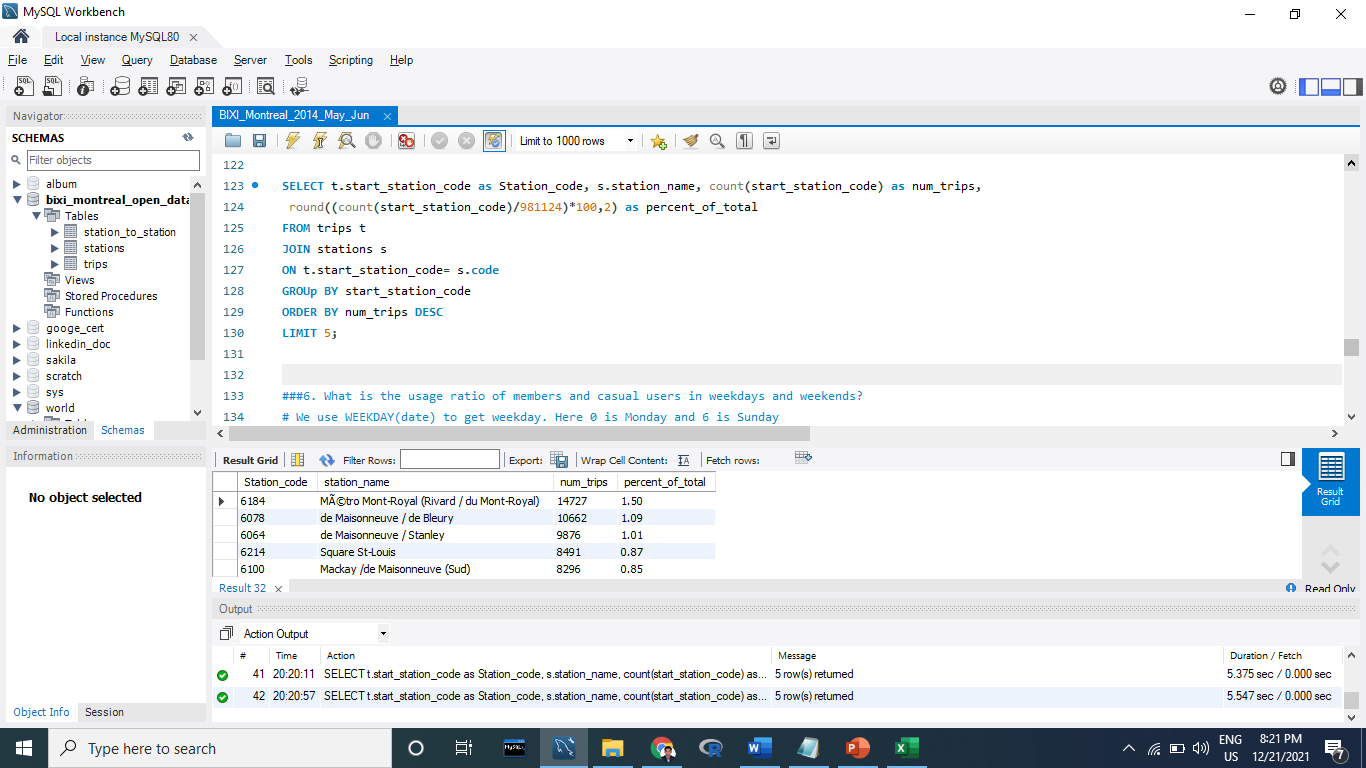 MySQL Workbench
Local instance MySQL80
File Edit View Query Database Server Tools Scripting Help
Navigator
SCHEMAS
Filter objects
album
bixi_montreal_open_data
Tables
station_to_station
stations
trips
Views
Stored Procedures
Functions
googe_cert
linkedin_doc
sakila
scratch
sys
world
Administration Schemas
Information
No object selected
Object Info Session
BIXI_Montreal_2014_May_Jun
Limit to 1000 rows
122
123 SELECT t.start_station_code as Station_code, s.station_name, count(start_station_code) as num_trips,
124 round((count(start_station_code)/981124)*100,2) as percent_of_total
125 FROM trips t
126 JOIN stations s
127 ON t.start_station_code= s.code
128 GROUp BY start_station_code
129 ORDER BY num_trips DESC
130 LIMIT 5;
131
132
133 ###6. What is the usage ratio of members and casual users in weekdays and weekends?
134 # We use WEEKDAY(date) to get weekday. Here 0 is Monday and 6 is Sunday
Result Grid Filter Rows: Export: Wrap Cell Content: Fetch rows:
Station_code station_name num_trips percent_of_total
6184 MÃ©tro Mont-Royal (Rivard / du Mont-Royal) 14727 1.50
6078 de Maisonneuve / de Bleury 10662 1.09
6064 de Maisonneuve / Stanley 9876 1.01
6214 Square St-Louis 8491 0.87
6100 Mackay /de Maisonneuve (Sud) 8296 0.85
Result Grid
Result 32
Read Only
Output
Action Output
# Time Action Message Duration / Fetch
41 20:20:11 SELECT t.start_station_code as Station_code, s.station_name, count(start_station_code) as... 5 row(s) returned 5.375 sec / 0.000 sec
42 20:20:57 SELECT t.start_station_code as Station_code, s.station_name, count(start_station_code) as... 5 row(s) returned 5.547 sec / 0.000 sec
Type here to search
ENG
US
8:21 PM
12/21/2021
7